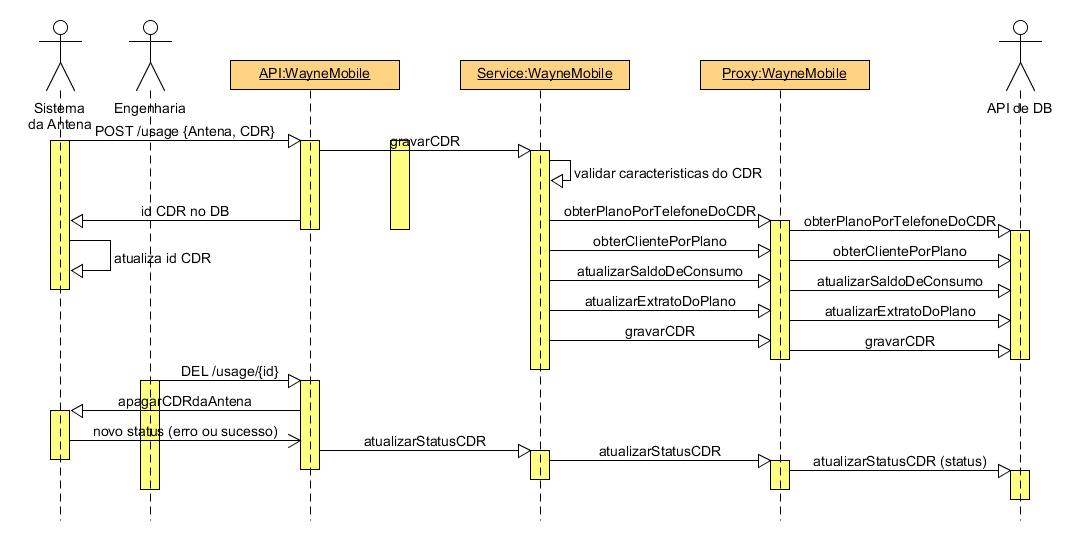 API:WayneMobile
Service:WayneMobile
Proxy:WayneMobile
Sistema
da Antena
Engenharia
API de DB
POST /usage {Antena, CDR}
gravarCDR
validar caracteristicas do CDR
id CDR no DB
obterPlanoPorTelefoneDoCDR
obterPlanoPorTelefoneDoCDR
atualiza id CDR
obterClientePorPlano
obterClientePorPlano
atualizarSaldoDeConsumo
atualizarSaldoDeConsumo
atualizarExtratoDoPlano
atualizarExtratoDoPlano
gravarCDR
gravarCDR
DEL /usage/{id}
apagarCDRdaAntena
novo status (erro ou sucesso)
atualizarStatusCDR
atualizarStatusCDR
atualizarStatusCDR (status)